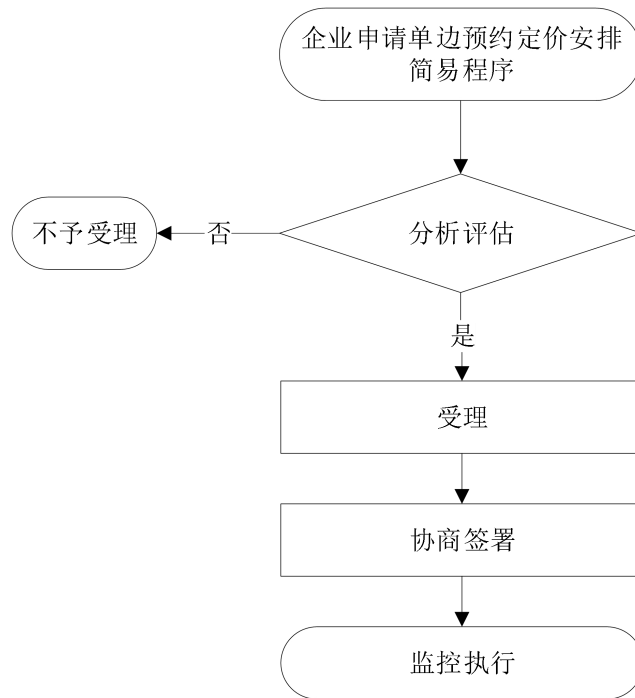 企业申请单边预约定价安排
简易程序
分析评估
否
不予受理
是
受理
协商签署
监控执行